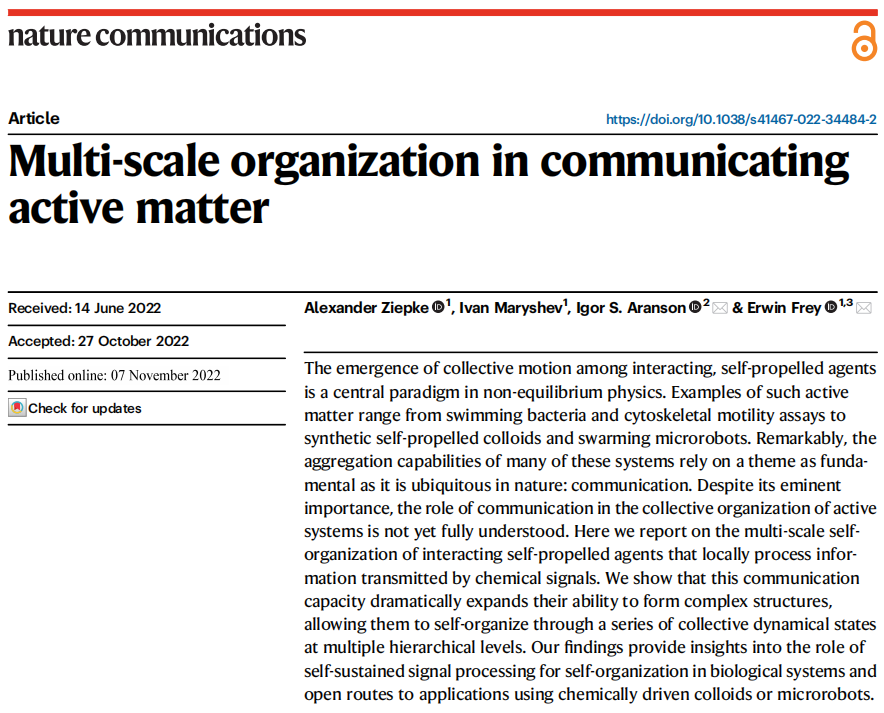 nature communications
Article
https://doi.org/10.1038/s41467-022-34484-2
Multi-scale organization in communicating
active matter
Received: 14 June 2022
Accepted: 27 October 2022
Published online: 07 November 2022
Check for updates
Alexander Ziepke 1, Ivan Maryshev1, Igor S. Aranson 2 & Erwin Frey 1,3
The emergence of collective motion among interacting, self-propelled agents
is a central paradigm in non-equilibrium physics. Examples of such active
matter range from swimming bacteria and cytoskeletal motility assays to
synthetic self-propelled colloids and swarming microrobots. Remarkably, the
aggregation capabilities of many of these systems rely on a theme as funda-
mental as it is ubiquitous in nature: communication. Despite its eminent
importance, the role of communication in the collective organization of active
systems is not yet fully understood. Here we report on the multi-scale self-
organization of interacting self-propelled agents that locally process infor-
mation transmitted by chemical signals. We show that this communication
capacity dramatically expands their ability to form complex structures,
allowing them to self-organize through a series of collective dynamical states
at multiple hierarchical levels. Our findings provide insights into the role of
self-sustained signal processing for self-organization in biological systems and
open routes to applications using chemically driven colloids or microrobots.